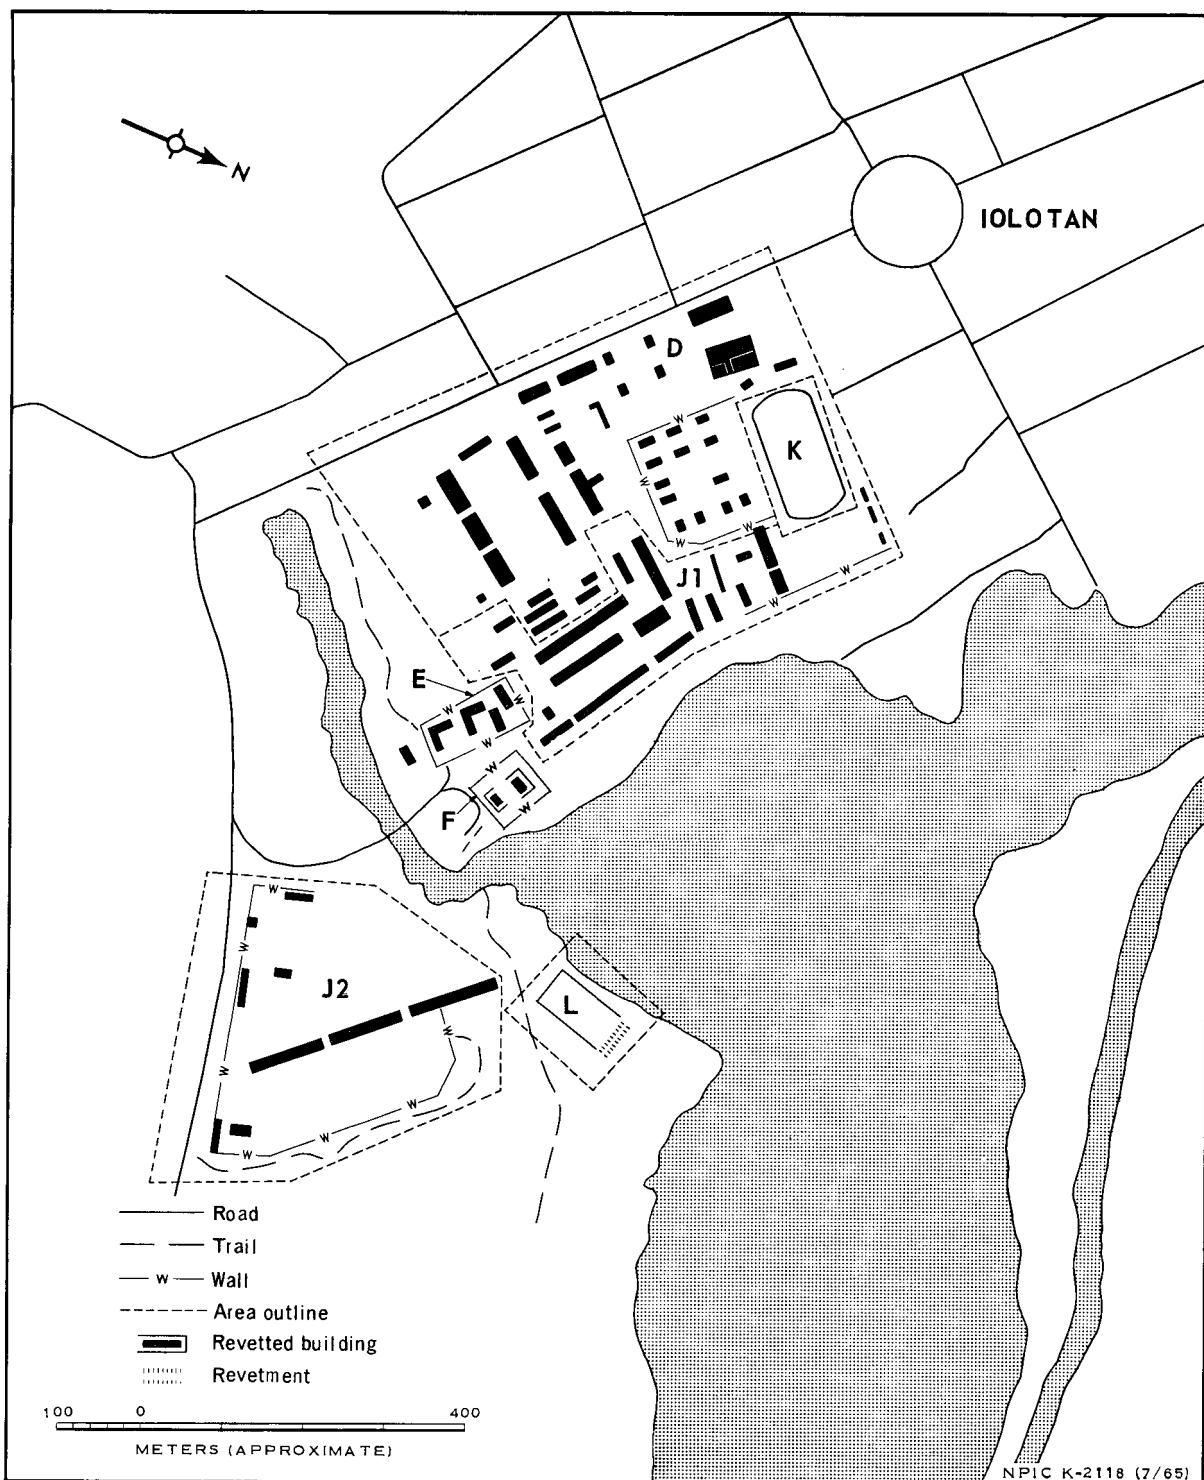 N
IOLOTAN
D
W
K
W
W
W
J1
W
W
E
W
W
W
W
F
W
W
W
J2
L
W
W
W
W
W
Road
Trail
W Wall
Area outline
Revetted building
Revetment
100 0 400
METERS (APPROXIMATE)
NPIC K-2118 (7/65)